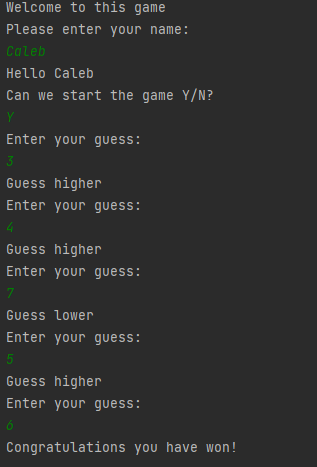 Welcome to this game
Please enter your name:
Caleb
Hello Caleb
Can we start the game Y/N?
Y
Enter your guess:
3
Guess higher
Enter your guess:
4
Guess higher
Enter your guess:
7
Guess lower
Enter your guess:
5
Guess higher
Enter your guess:
6
Congratulations you have won!